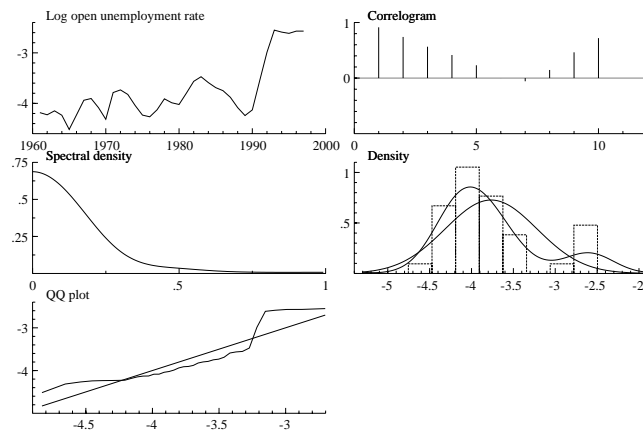 Log open unemployment rate
-3
-4
1960 1970 1980 1990 2000
Correlogram
1
0
0 5 10
Spectral density
.75
.5
.25
0 .5 1
Density
1
.5
-5 -4.5 -4 -3.5 -3 -2.5 -2
QQ plot
-3
-4
-4.5 -4 -3.5 -3